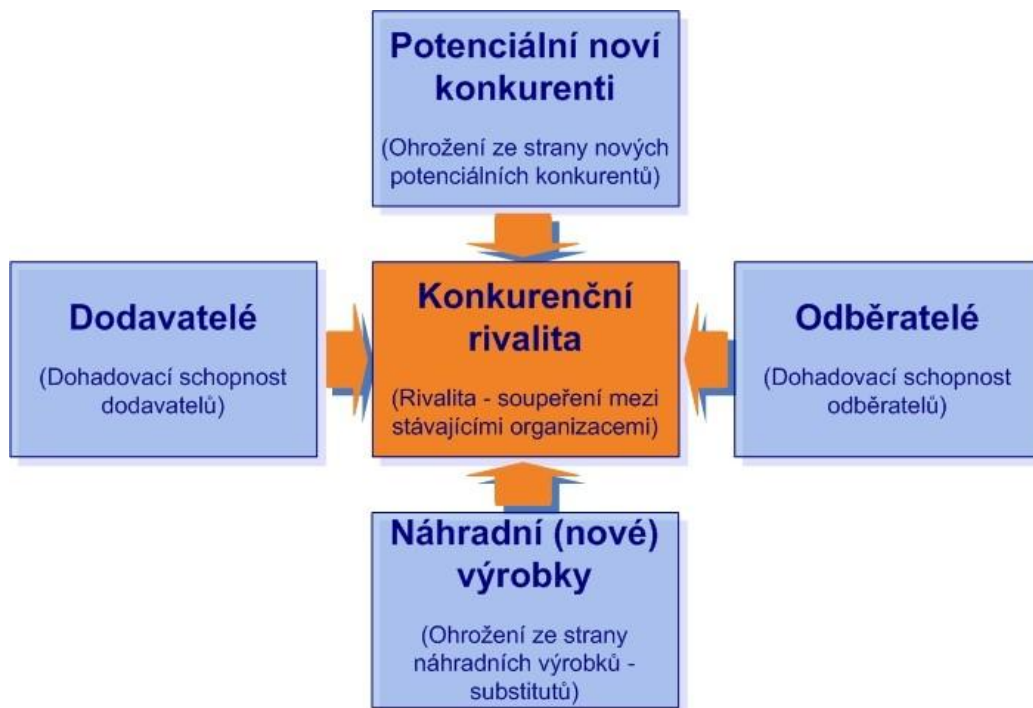 Potenciální noví
konkurenti
(Ohrožení ze strany nových
potenciálních konkurentů)
Dodavatelé
(Dohadovací schopnost
dodavatelů)
Konkurenční
rivalita
(Rivalita - soupeření mezi
stávajícími organizacemi)
Odběratelé
(Dohadovací schopnost
odběratelů)
Náhradní (nové)
výrobky
(Ohrožení ze strany
náhradních výrobků -
substitutů)